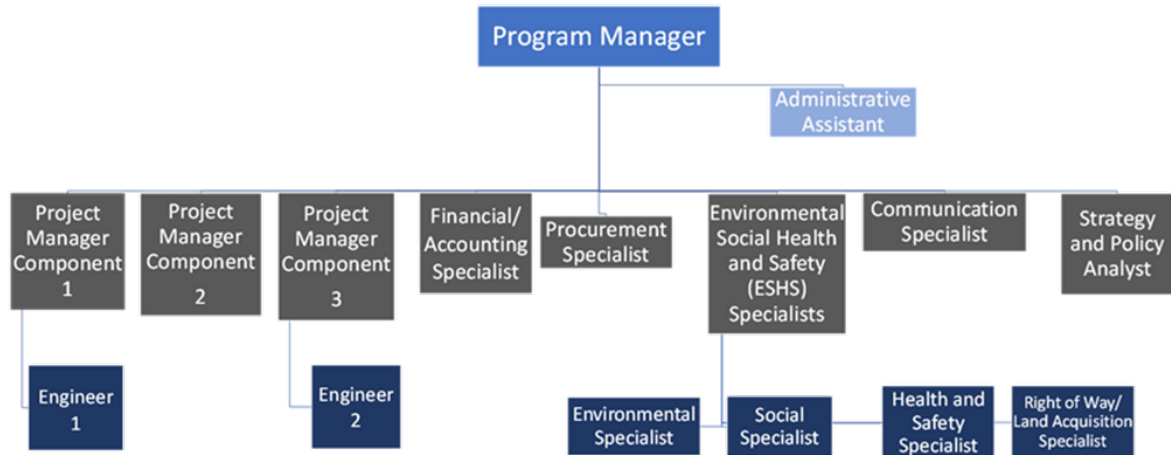 Program Manager
Administrative
Assistant
Project
Manager
Component
1
Project
Manager
Component
2
Project
Manager
Component
3
Financial/
Accounting
Specialist
Procurement
Specialist
Environmental
Social Health
and Safety
(ESHS)
Specialists
Communication
Specialist
Strategy
and Policy
Analyst
Engineer
1
Engineer
2
Environmental
Specialist
Social
Specialist
Health and
Safety
Specialist
Right of Way/
Land Acquisition
Specialist